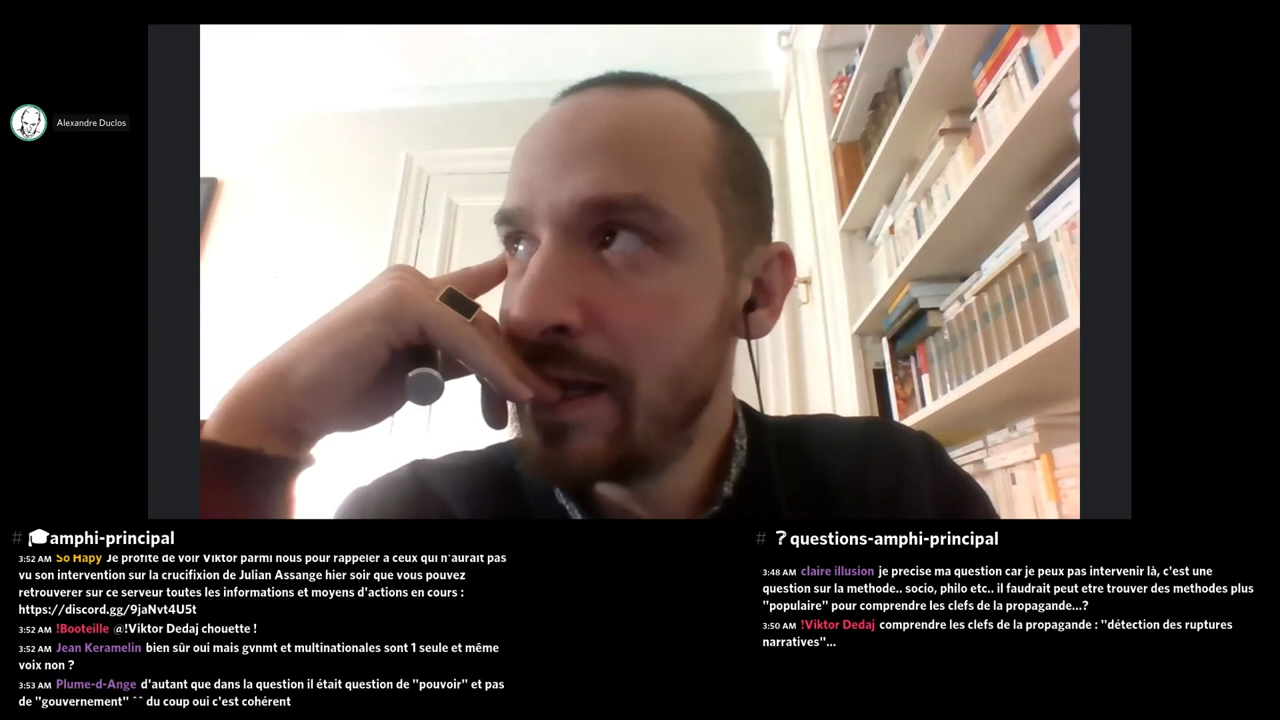 Alexandre Duclos
# 🎓amphi-principal
3:52 AM So Hapy Je profite de voir Viktor parmi nous pour rappeler à ceux qui n'aurait pas
vu son intervention sur la crucifixion de Julian Assange hier soir que vous pouvez
retrouverer sur ce serveur toutes les informations et moyens d'actions en cours :
https://discord.gg/9jaNvt4U5t
3:52 AM !Booteille @!Viktor Dedaj chouette !
3:52 AM Jean Keramelin bien sûr oui mais gvnmt et multinationales sont 1 seule et même
voix non ?
3:53 AM Plume-d-Ange d'autant que dans la question il était question de "pouvoir" et pas
de "gouvernement" ^^ du coup oui c'est cohérent
# ❔questions-amphi-principal
3:48 AM claire illusion je precise ma question car je peux pas intervenir là, c'est une
question sur la methode.. socio, philo etc.. il faudrait peut etre trouver des methodes plus
"populaire" pour comprendre les clefs de la propagande...?
3:50 AM !Viktor Dedaj comprendre les clefs de la propagande : "détection des ruptures
narratives"...